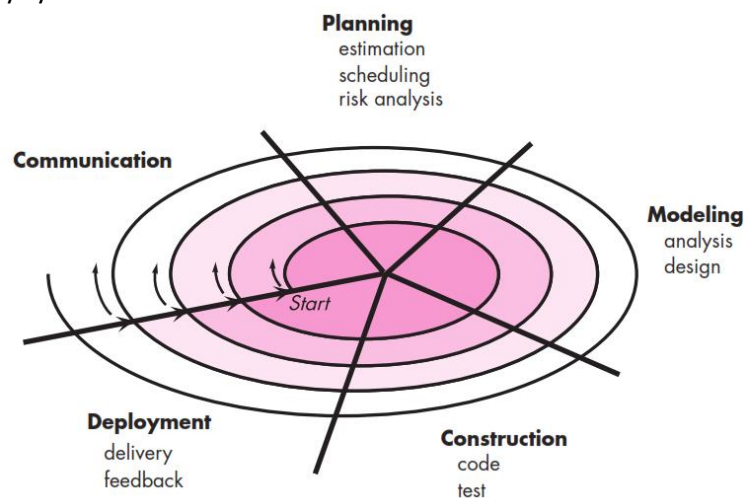 Planning
estimation
scheduling
risk analysis
Communication
Modeling
analysis
design
Start
Deployment
delivery
feedback
Construction
code
test